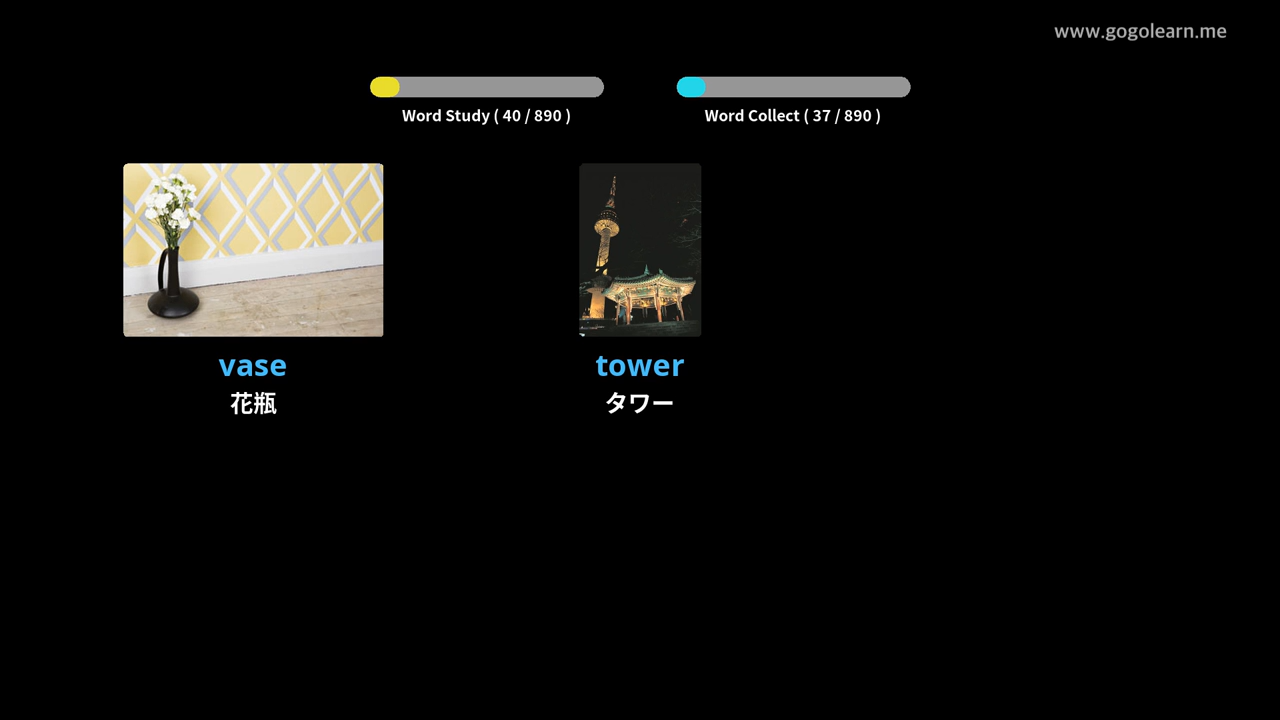 www.gogolearn.me
Word Study ( 40 / 890 )
Word Collect ( 37 / 890 )
vase
花瓶
tower
タワー